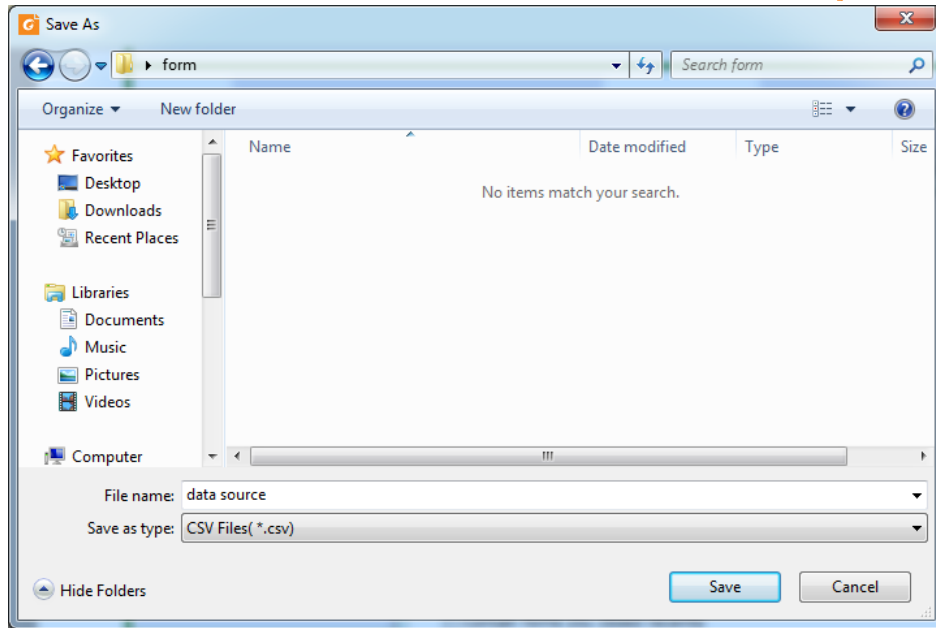 Save As
form
Search form
Organize New folder
Name Date modified Type Size
No items match your search.
Favorites
Desktop
Downloads
Recent Places
Libraries
Documents
Music
Pictures
Videos
Computer
File name: data source
Save as type: CSV Files( *.csv)
Hide Folders Save Cancel